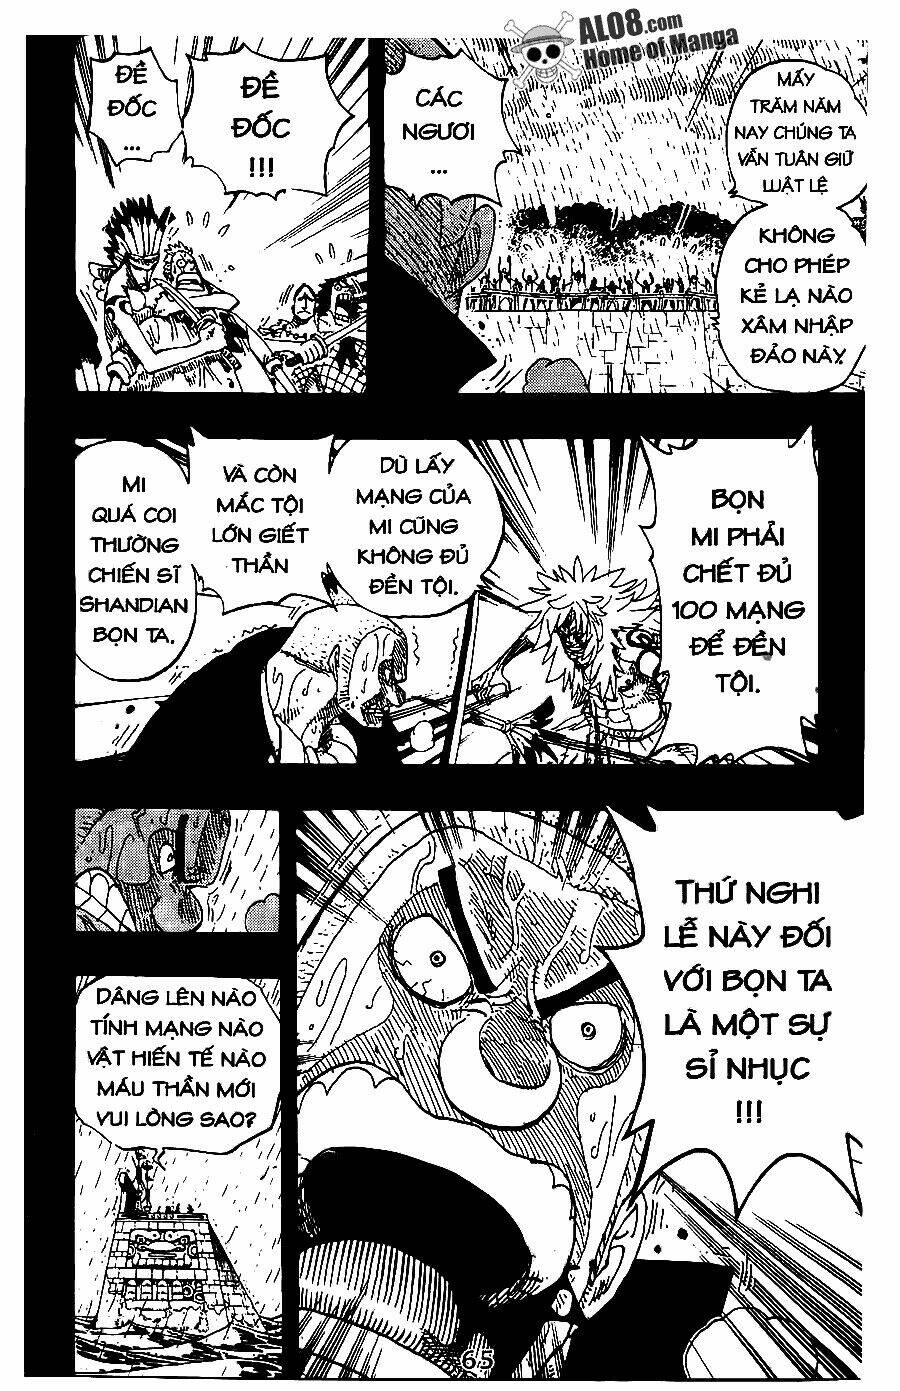 ALO8.com
Home of Manga
MẤY
TRĂM NĂM
NAY CHÚNG TA
VẪN TUÂN GIỮ
LUẬT LỆ
KHÔNG
CHO PHÉP
KẺ LẠ NÀO
XÂM NHẬP
ĐẢO NÀY.
CÁC
NGƯƠI
...
ĐỀ
ĐỐC
!!!
ĐỀ
ĐỐC
...
BỌN
MI PHẢI
CHẾT ĐỦ
100 MẠNG
ĐỂ ĐỀN
TỘI.
DÙ LẤY
MẠNG CỦA
MI CŨNG
KHÔNG ĐỦ
ĐỀN TỘI.
VÀ CÒN
MẮC TỘI
LỚN GIẾT
THẦN
MI
QUÁ COI
THƯỜNG
CHIẾN SĨ
SHANDIAN
BỌN TA.
THỨ NGHI
LỄ NÀY ĐỐI
VỚI BỌN TA
LÀ MỘT SỰ
SỈ NHỤC
!!!
DÂNG LÊN NÀO
TÍNH MẠNG NÀO
VẬT HIẾN TẾ NÀO
MÁU THẦN MỚI
VUI LÒNG SAO?
65